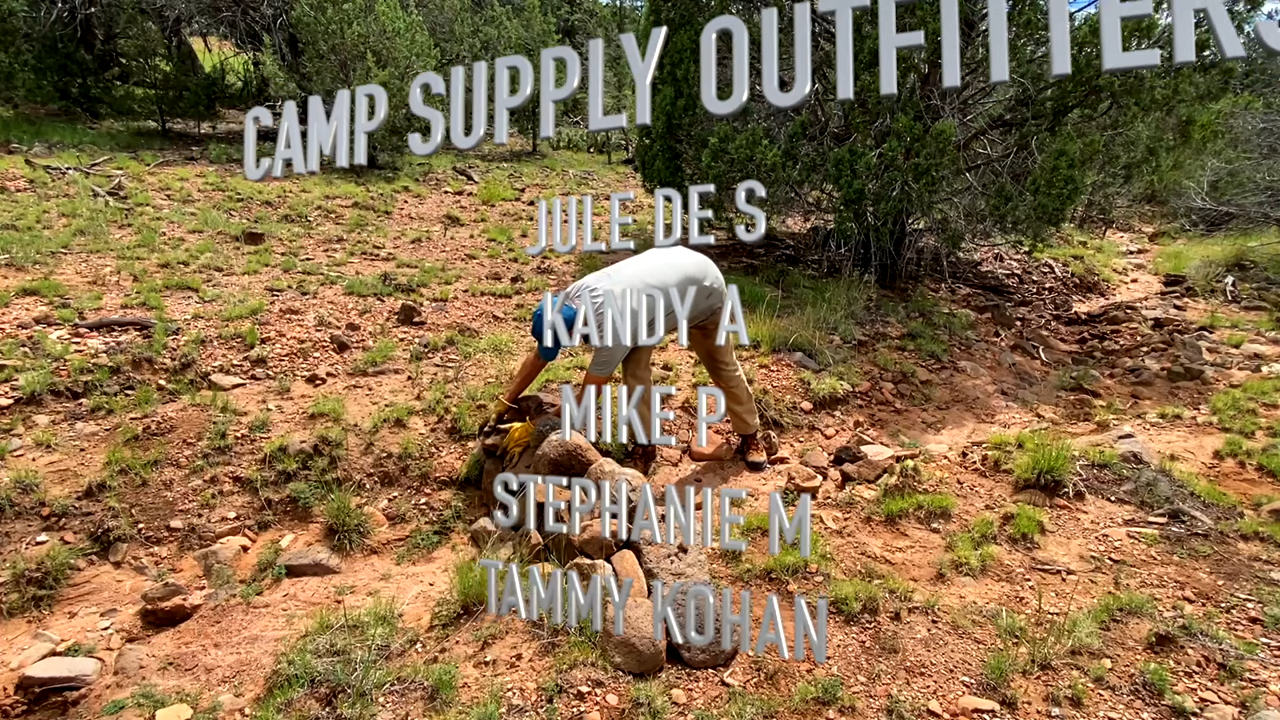 CAMP SUPPLY OUTFITTERS
JULE DE S
KANDY A
MIKE P
STEPHANIE M
TAMMY KOHAN